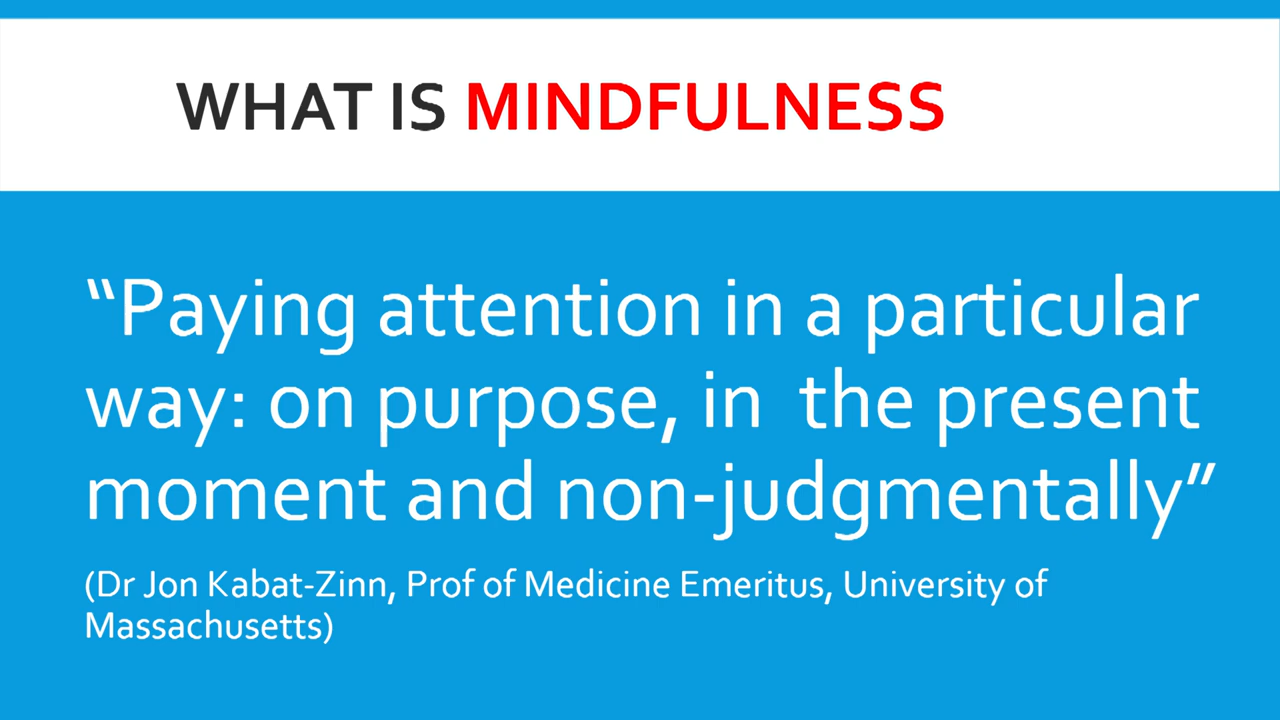 WHAT IS MINDFULNESS
“Paying attention in a particular
way: on purpose, in  the present
moment and non-judgmentally”
(Dr Jon Kabat-Zinn, Prof of Medicine Emeritus, University of
Massachusetts)